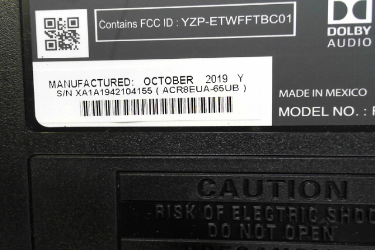 Contains FCC ID : YZP-ETWFFTBC01
DOLBY
AUDIO
MANUFACTURED: OCTOBER 2019 Y
S/N XA1A1942104155 ( ACR8EUA-65UB )
MADE IN MEXICO
MODEL NO. :
CAUTION
RISK OF ELECTRIC SHOC
DO NOT OPEN